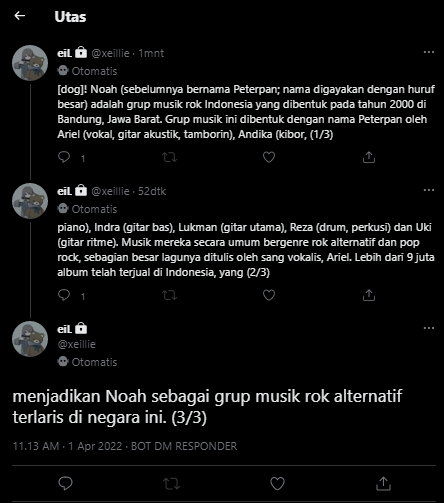 Utas
eiL @xeillie · 1mnt
Otomatis
[dog]! Noah (sebelumnya bernama Peterpan; nama digayakan dengan huruf
besar) adalah grup musik rok Indonesia yang dibentuk pada tahun 2000 di
Bandung, Jawa Barat. Grup musik ini dibentuk dengan nama Peterpan oleh
Ariel (vokal, gitar akustik, tamborin), Andika (kibor, (1/3)
1
eiL @xeillie · 52dtk
Otomatis
piano), Indra (gitar bas), Lukman (gitar utama), Reza (drum, perkusi) dan Uki
(gitar ritme). Musik mereka secara umum bergenre rok alternatif dan pop
rock, sebagian besar lagunya ditulis oleh sang vokalis, Ariel. Lebih dari 9 juta
album telah terjual di Indonesia, yang (2/3)
1
eiL
@xeillie
Otomatis
menjadikan Noah sebagai grup musik rok alternatif
terlaris di negara ini. (3/3)
11.13 AM · 1 Apr 2022 · BOT DM RESPONDER